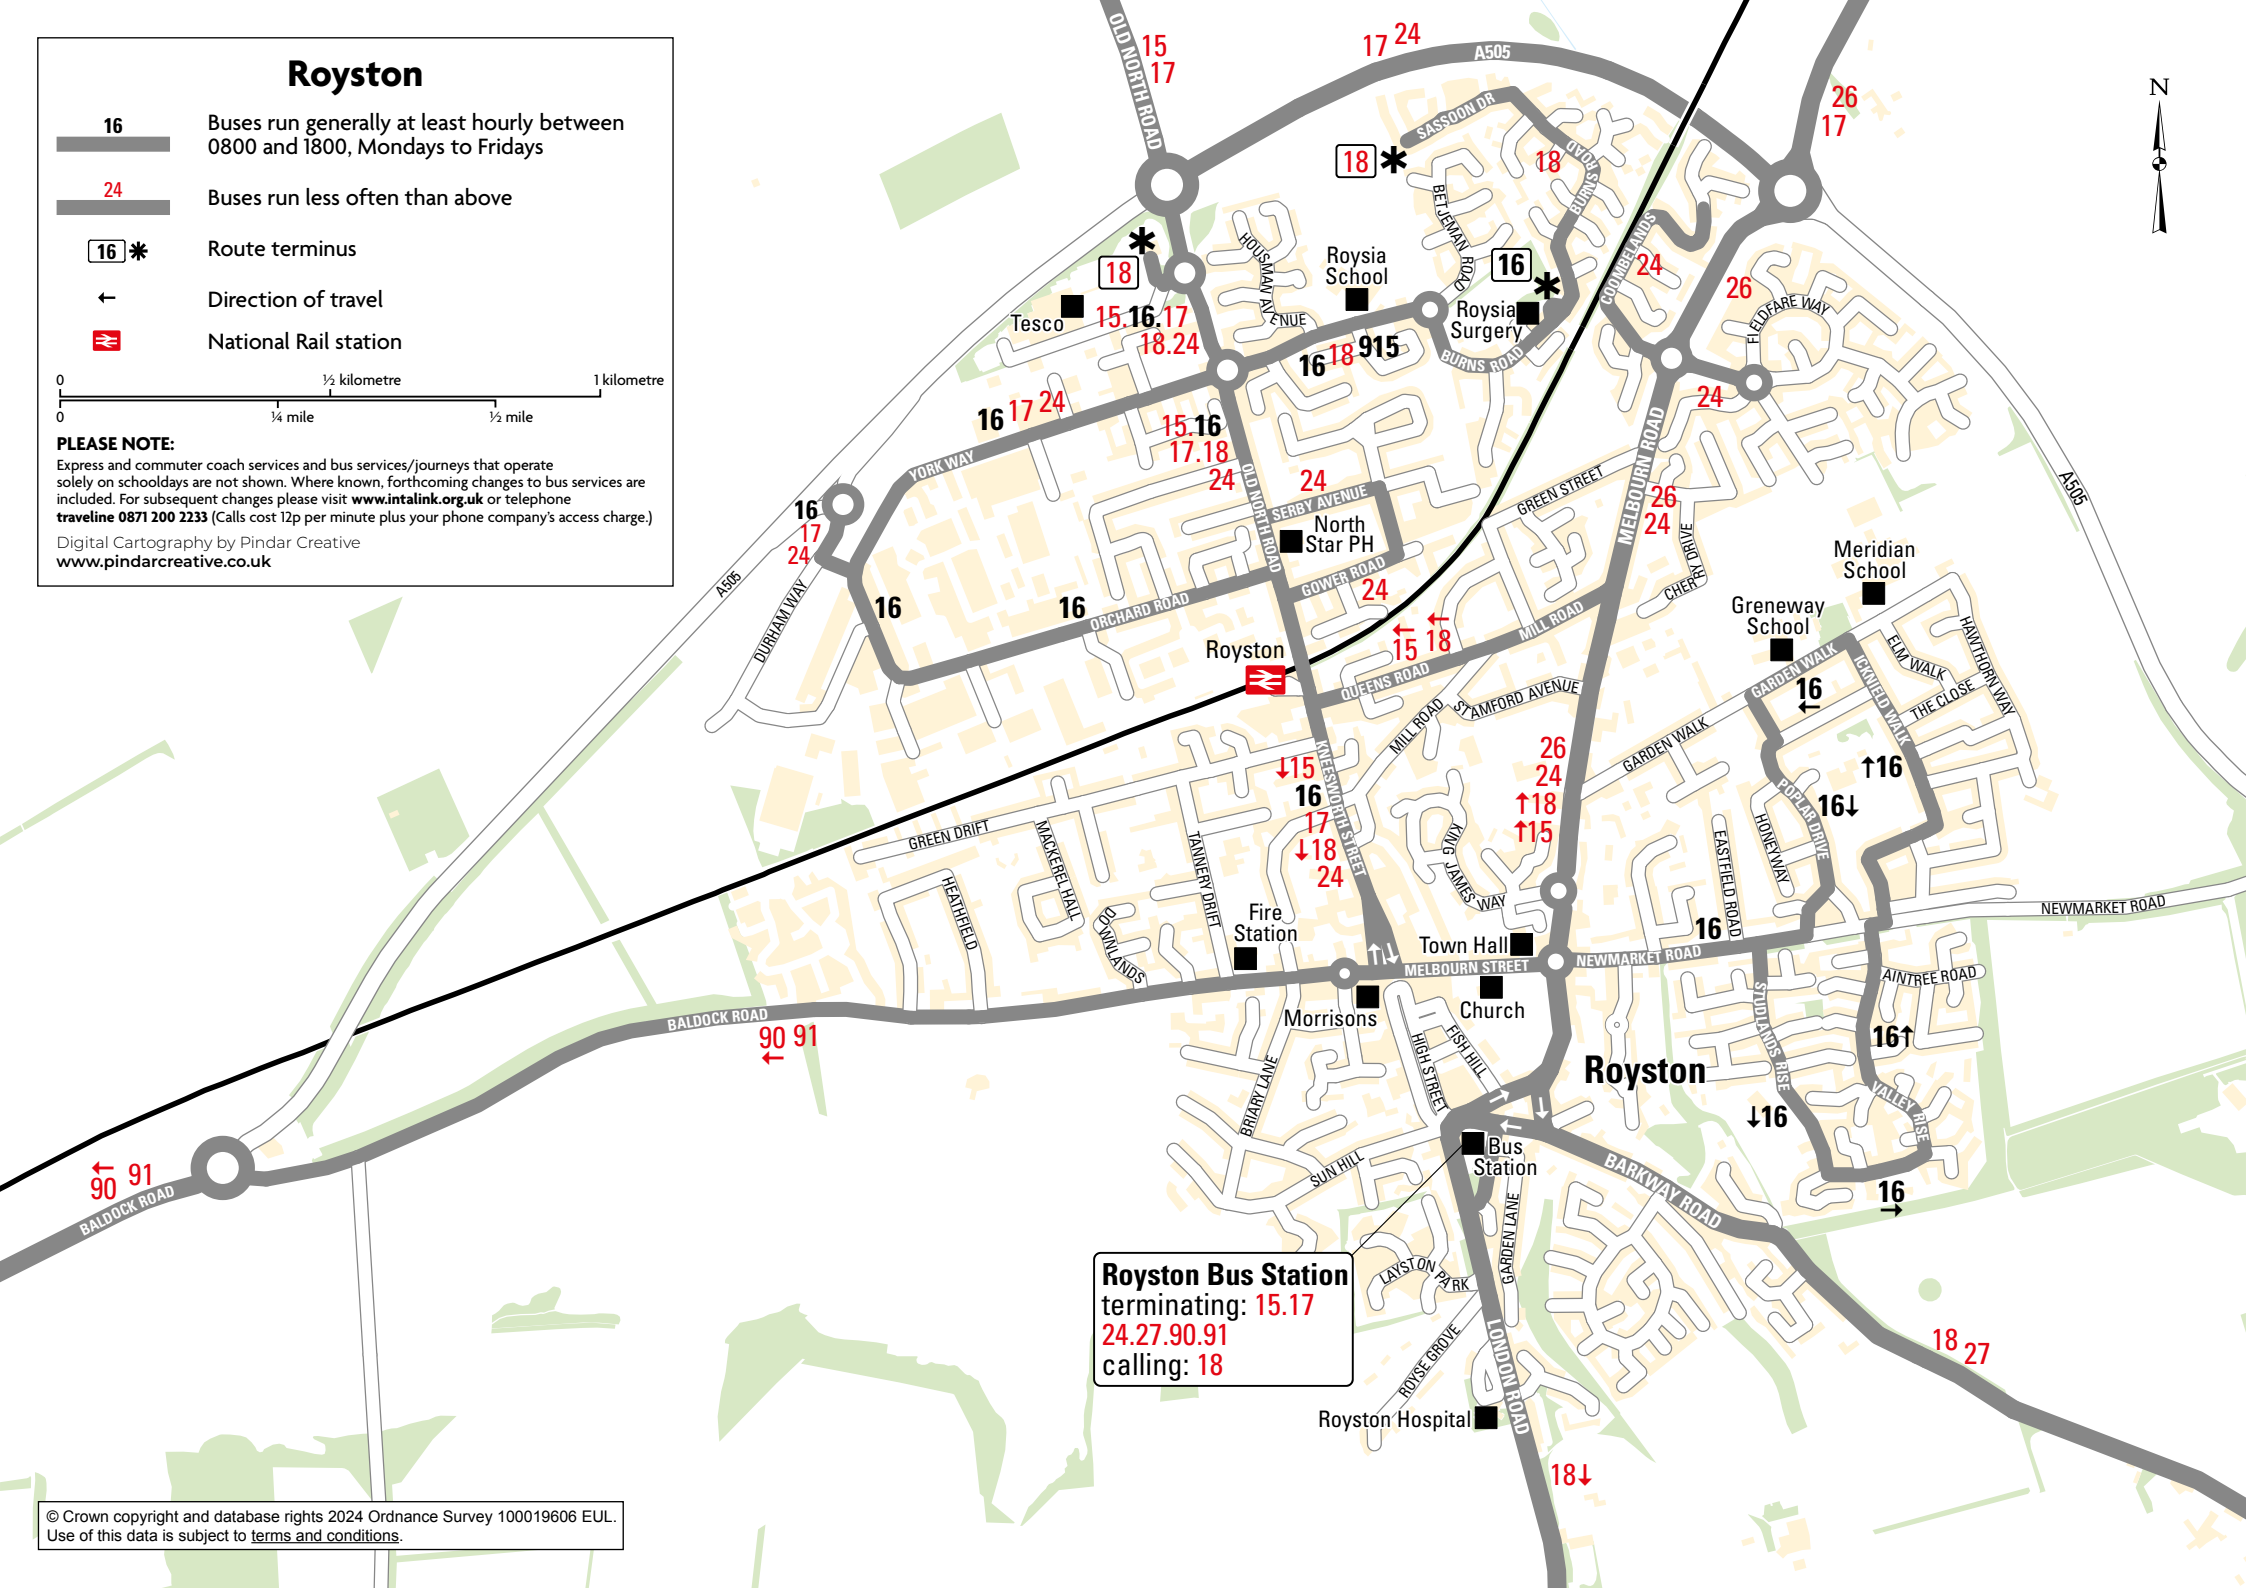 Royston
16
Buses run generally at least hourly between
0800 and 1800, Mondays to Fridays
24
Buses run less often than above
16
Route terminus
Direction of travel
National Rail station
0
½ kilometre
1 kilometre
0
¼ mile
½ mile
PLEASE NOTE:
Express and commuter coach services and bus services/journeys that operate
solely on schooldays are not shown. Where known, forthcoming changes to bus services are
included. For subsequent changes please visit www.intalink.org.uk or telephone
traveline 0871 200 2233 (Calls cost 12p per minute plus your phone company's access charge.)
Digital Cartography by Pindar Creative
www.pindarcreative.co.uk
OLD NORTH ROAD
15
17
17 24
A505
26
17
N
SASSOON DR
18
BURNS ROAD
18
BURNS ROAD
BETJEMAN ROAD
HOUSMAN AVENUE
Roysia
School
16
Roysia
Surgery
COOMBELANDS
24
26
FIELDFARE WAY
18
Tesco
15.16.17
18.24
16 18 915
BURNS ROAD
24
16 17 24
YORK WAY
15.16
17.18
24
OLD NORTH ROAD
24
SERBY AVENUE
North
Star PH
GOWER ROAD
24
GREEN STREET
MELBOURN ROAD
26
24
CHERRY DRIVE
A505
16
17
24
A505
DURHAM WAY
16
16
ORCHARD ROAD
Meridian
School
Greneway
School
GARDEN WALK
16
ICKNIELD WALK
ELM WALK
HAWTHORN WAY
THE CLOSE
Royston
15
18
QUEENS ROAD
MILL ROAD
MILL ROAD
STAMFORD AVENUE
GARDEN WALK
↑16
16↓
POPLAR DRIVE
HONEYWAY
EASTFIELD ROAD
26
24
↑18
↑15
↓15
16
17
↓18
24
KNEESWORTH STREET
KING JAMES WAY
GREEN DRIFT
MACKEREL HALL
TANNERY DRIFT
HEATHFIELD
DOWNLANDS
Fire
Station
Town Hall
MELBOURN STREET
NEWMARKET ROAD
16
NEWMARKET ROAD
Morrisons
Church
BALDOCK ROAD
90 91
HIGH STREET
FISH HILL
BRIARY LANE
SUN HILL
Royston
STUDLANDS RISE
AINTREE ROAD
16↑
VALLEY RISE
↓16
16
90 91
BALDOCK ROAD
Bus
Station
BARKWAY ROAD
GARDEN LANE
LAYSTON PARK
Royston Bus Station
terminating: 15.17
24.27.90.91
calling: 18
ROYSE GROVE
LONDON ROAD
Royston Hospital
18 27
18↓
© Crown copyright and database rights 2024 Ordnance Survey 100019606 EUL.
Use of this data is subject to terms and conditions.